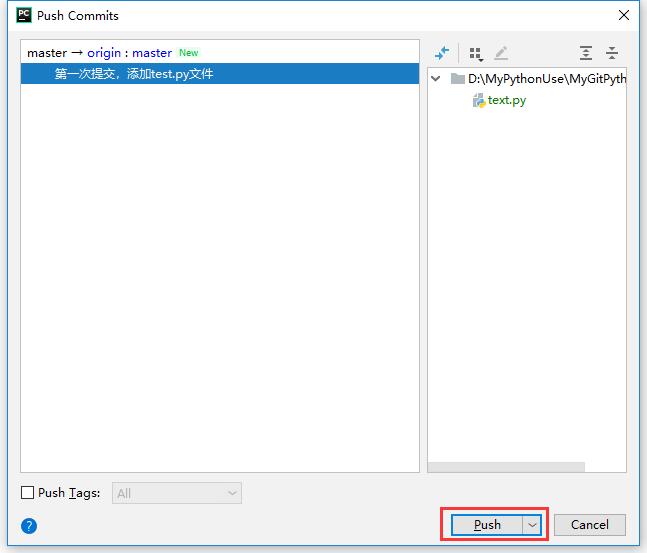 PC Push Commits
master → origin : master New
第一次提交，添加test.py文件
D:\MyPythonUse\MyGitPyth
text.py
Push Tags: All
?
Push Cancel